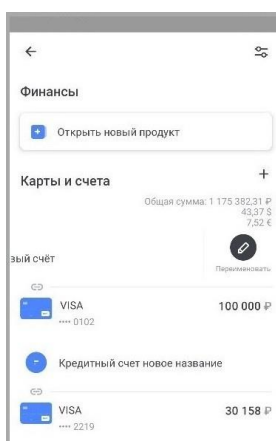 Финансы
Открыть новый продукт
Карты и счета
Общая сумма: 1 175 382,31 ₽
43,37 $
7,52 €
вый счёт
Переименовать
VISA
100 000 ₽
•••• 0102
Кредитный счет новое название
VISA
30 158 ₽
•••• 2219